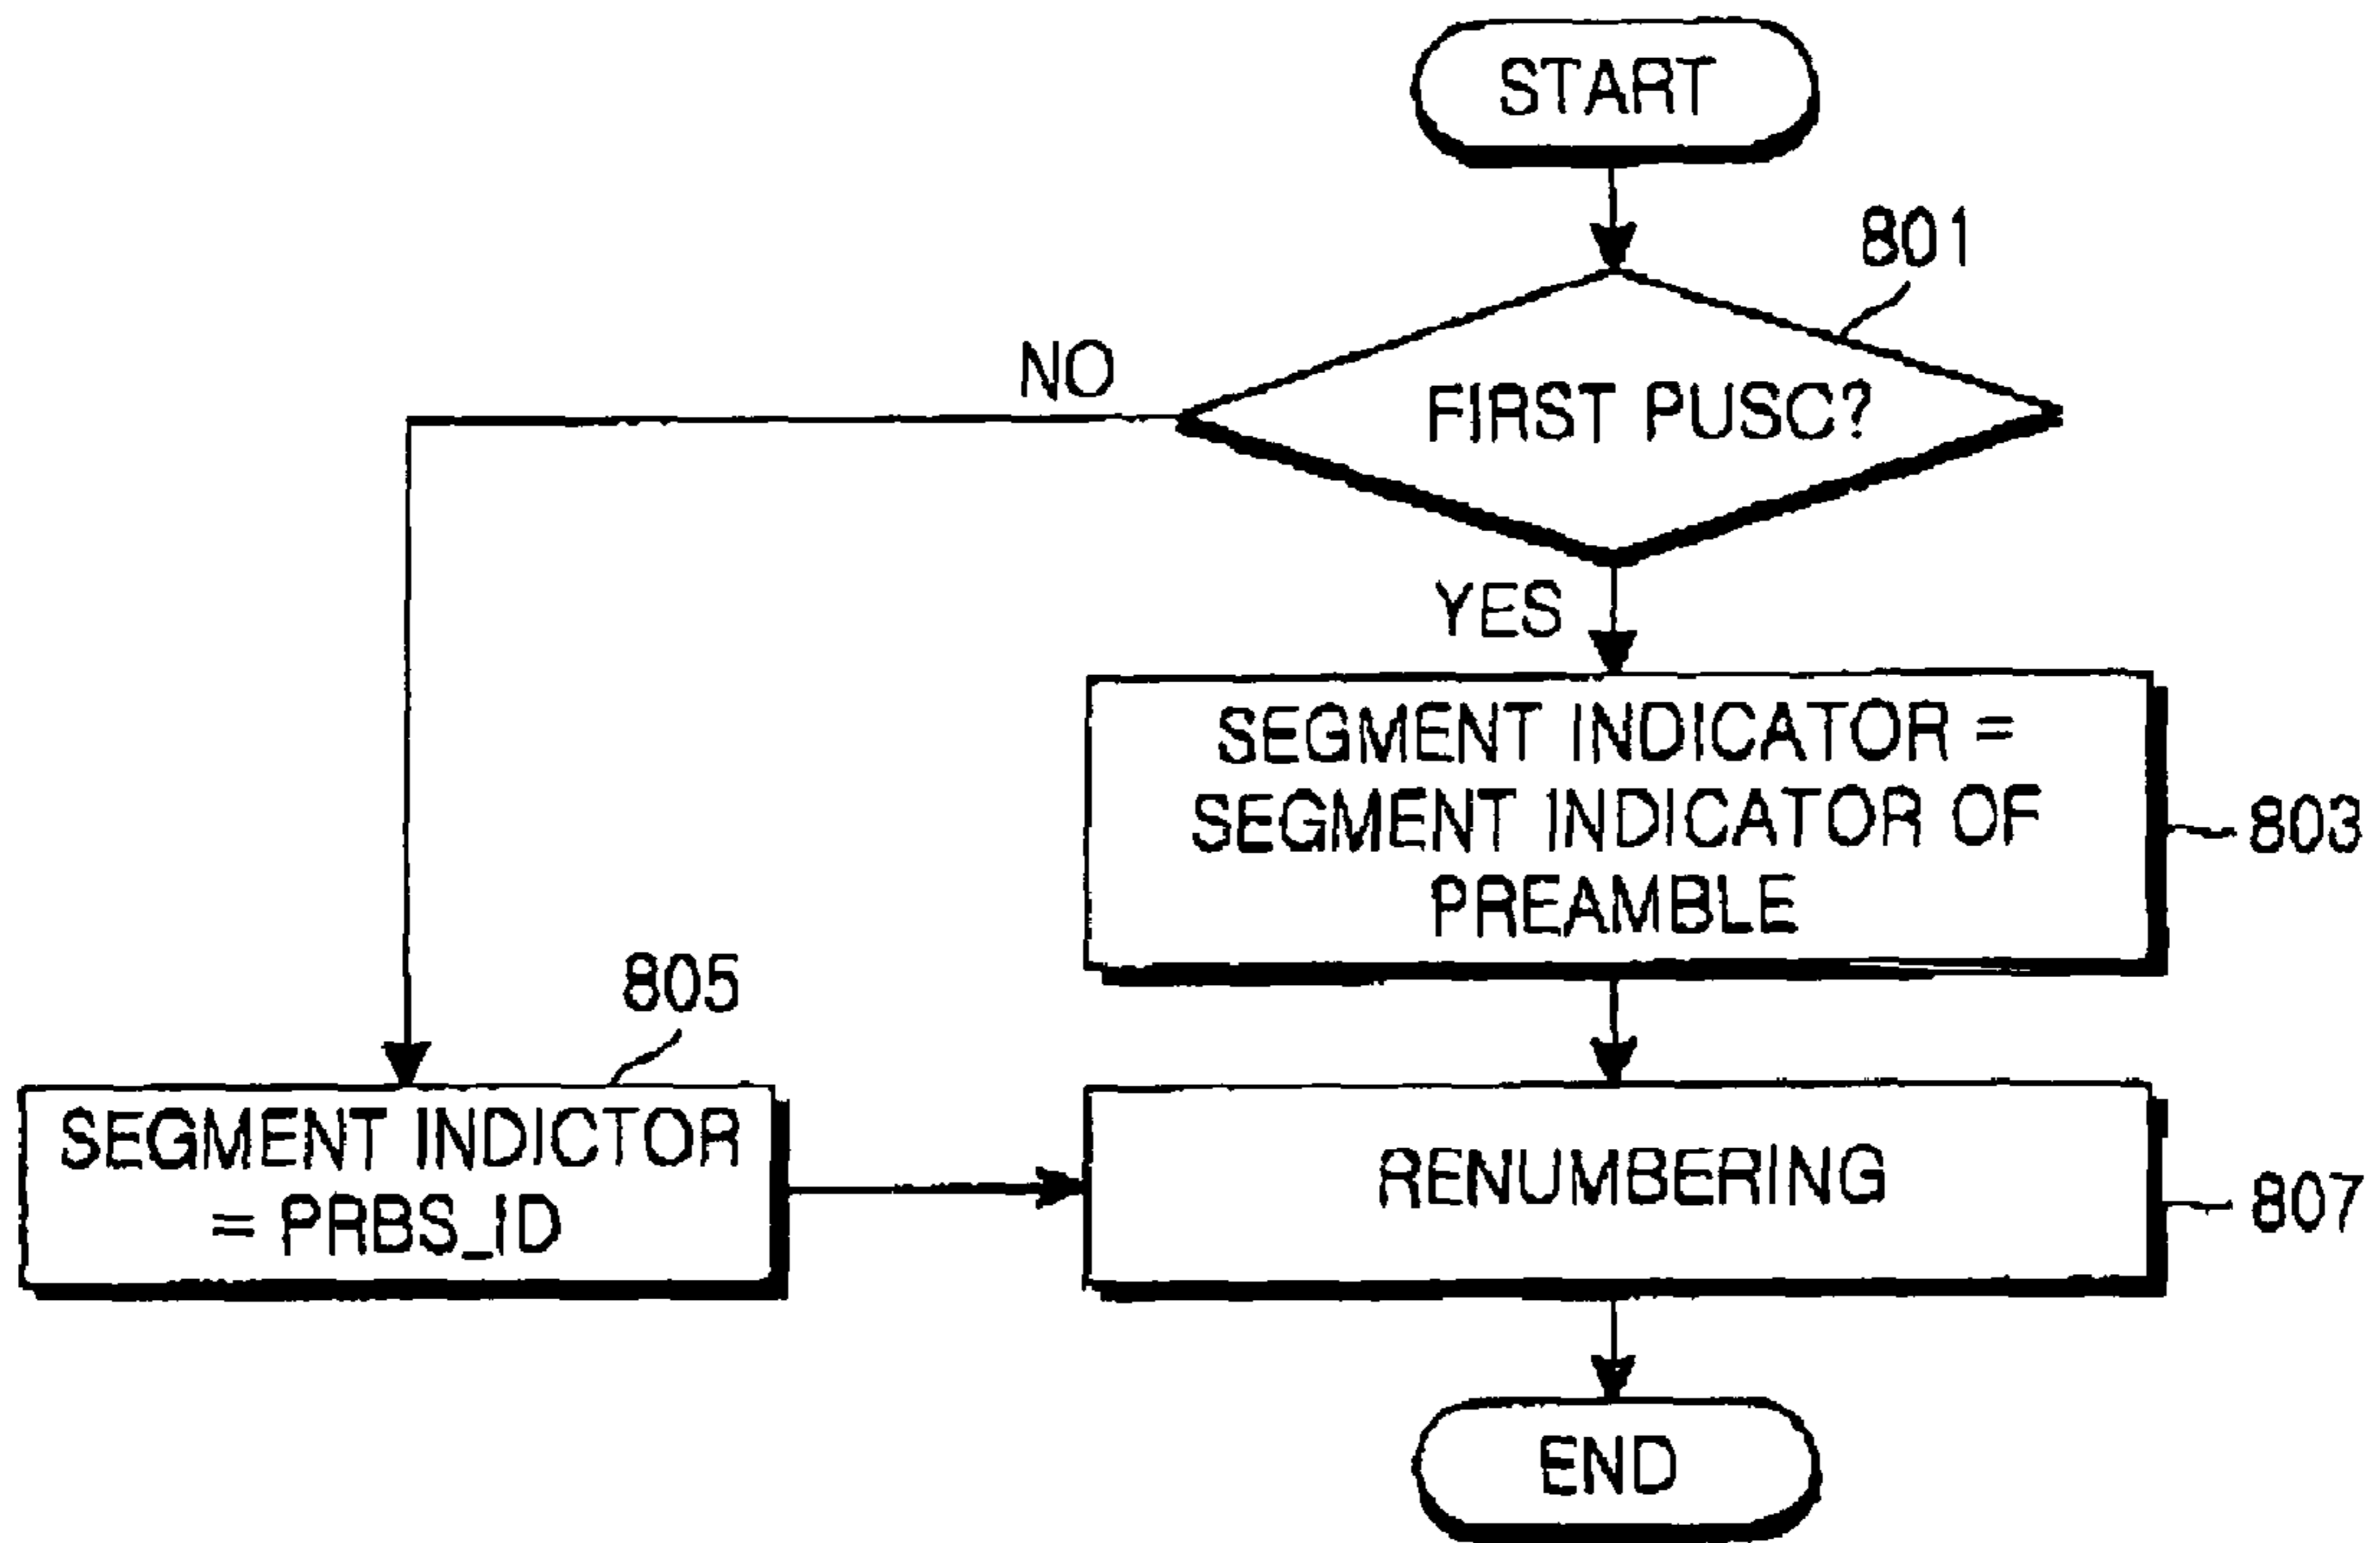 START
801
NO
FIRST PUSC?
YES
SEGMENT INDICATOR =
SEGMENT INDICATOR OF
PREAMBLE
803
805
SEGMENT INDICTOR
= PRBS_ID
RENUMBERING
807
END